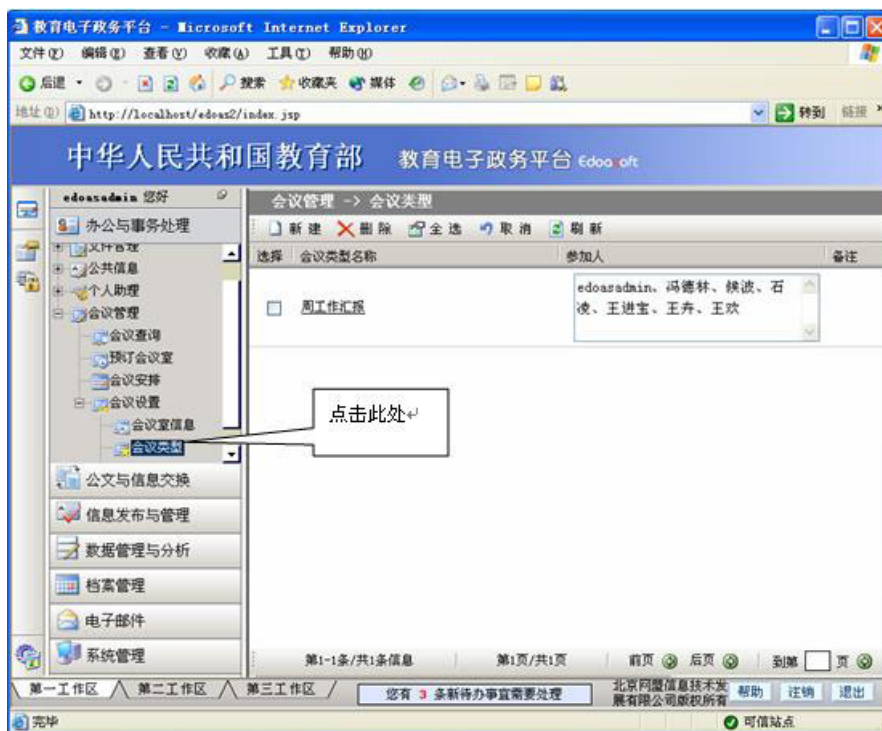 教育电子政务平台 - Microsoft Internet Explorer
文件(F) 编辑(E) 查看(V) 收藏(A) 工具(T) 帮助(H)
后退 搜索 收藏夹 媒体
地址(D) http://localhost/edoas2/index.jsp 转到 链接
中华人民共和国教育部 教育电子政务平台 Edoassoft
edoasadmin 您好
会议管理 -> 会议类型
办公与事务处理
新建 删除 全选 取消 刷新
文件管理
选择 会议类型名称 参加人 备注
公共信息
个人助理
会议管理
周工作汇报
edoasadmin、冯德林、候波、石
凌、王进宝、王卉、王欢
会议查询
预订会议室
会议安排
会议设置
会议室信息
会议类型
点击此处
公文与信息交换
信息发布与管理
数据管理与分析
档案管理
电子邮件
系统管理
第1-1条/共1条信息 第1页/共1页 前页 后页 到第 页
第一工作区 第二工作区 第三工作区
您有 3 条新待办事宜需要处理
北京网盟信息技术发
展有限公司版权所有
帮助 注销 退出
完毕 可信站点